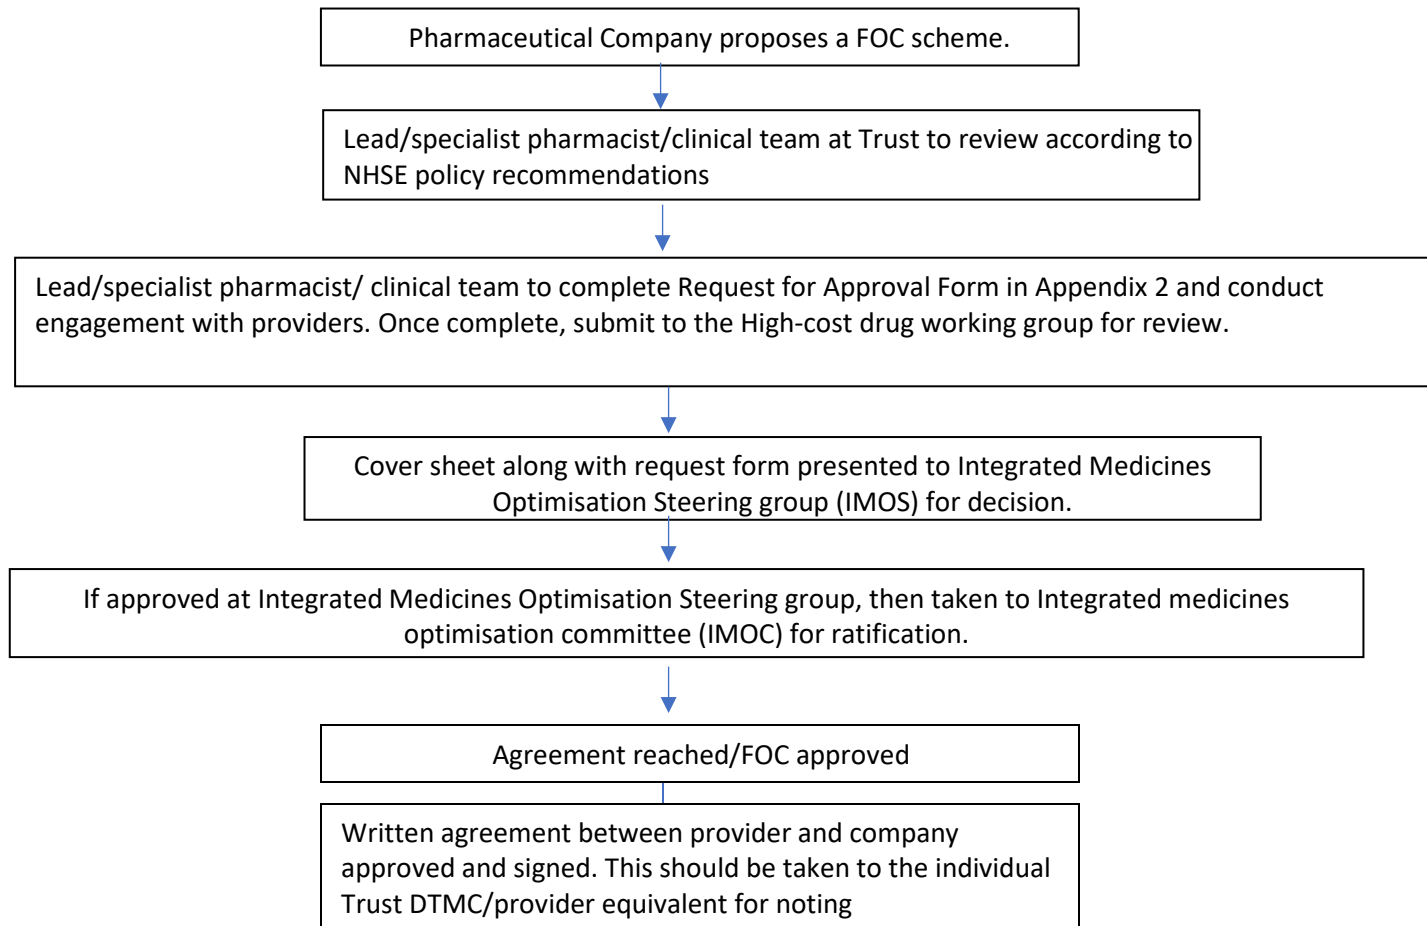 Pharmaceutical Company proposes a FOC scheme.
Lead/specialist pharmacist/clinical team at Trust to review according to
NHSE policy recommendations
Lead/specialist pharmacist/ clinical team to complete Request for Approval Form in Appendix 2 and conduct
engagement with providers. Once complete, submit to the High-cost drug working group for review.
Cover sheet along with request form presented to Integrated Medicines
Optimisation Steering group (IMOS) for decision.
If approved at Integrated Medicines Optimisation Steering group, then taken to Integrated medicines
optimisation committee (IMOC) for ratification.
Agreement reached/FOC approved
Written agreement between provider and company
approved and signed. This should be taken to the individual
Trust DTMC/provider equivalent for noting